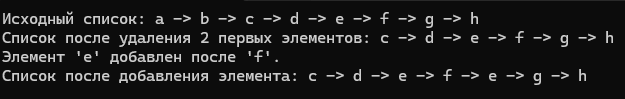 Исходный список: a -> b -> c -> d -> e -> f -> g -> h
Список после удаления 2 первых элементов: c -> d -> e -> f -> g -> h
Элемент 'e' добавлен после 'f'.
Список после добавления элемента: c -> d -> e -> f -> e -> g -> h